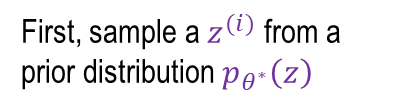 First, sample a z⁽ⁱ⁾ from a
prior distribution p_θ*(z)